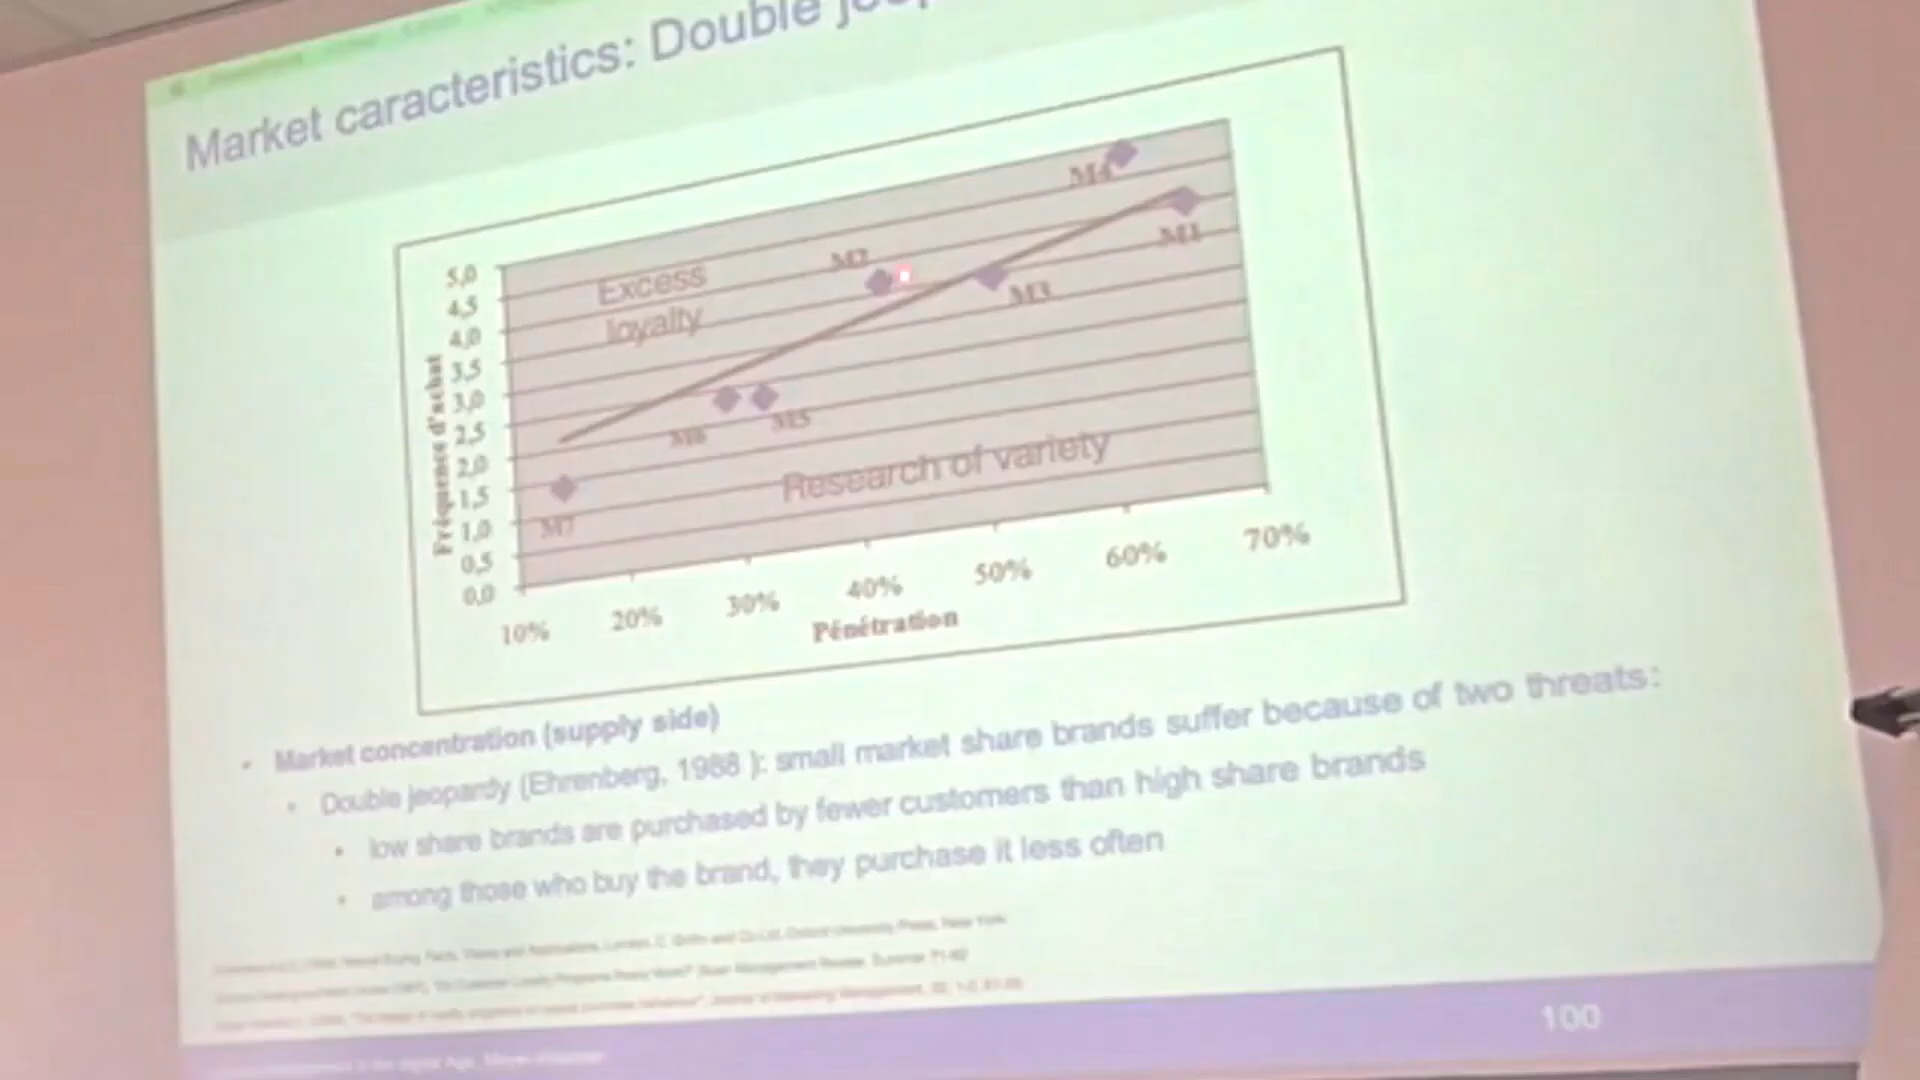 Market caracteristics: Double
5,0
4,5
4,0
3,5
3,0
2,5
2,0
1,5
1,0
0,5
0,0
Fréquence d'achat
Excess
loyalty
M2
M4
M1
M3
M6
M5
M7
Research of variety
10% 20% 30% 40% 50% 60% 70%
Pénétration
• Market concentration (supply side)
• Double jeopardy (Ehrenberg, 1988 ): small market share brands suffer because of two threats:
• low share brands are purchased by fewer customers than high share brands
• among those who buy the brand, they purchase it less often
100